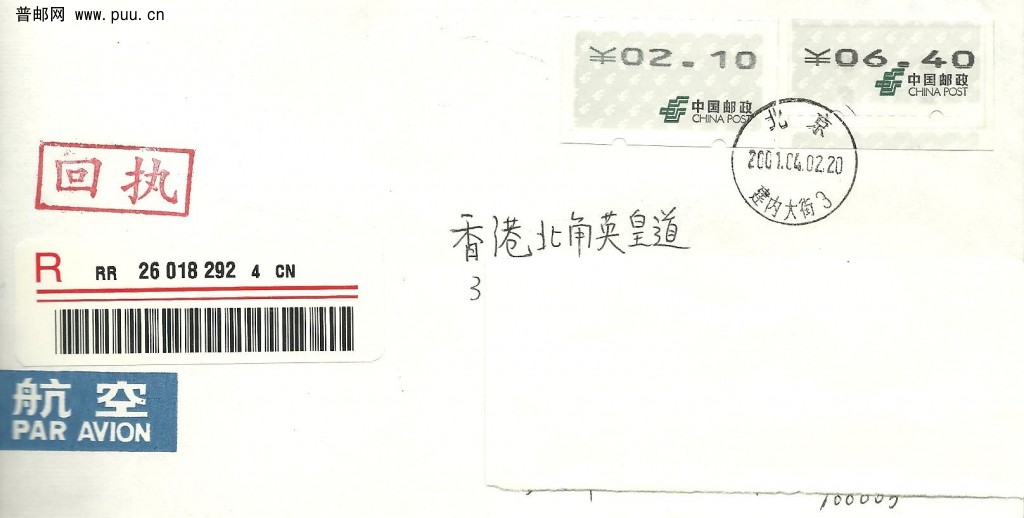 普邮网 www.puu.cn
¥02.10
中国邮政
CHINA POST
¥06.40
中国邮政
CHINA POST
北京
2001.04.02.20
建内大街3
回执
香港北角英皇道
3
R RR 26 018 292 4 CN
航空
PAR AVION
100000